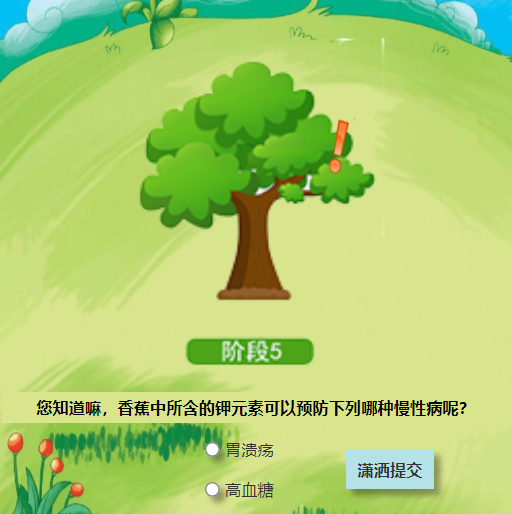 阶段5
您知道嘛，香蕉中所含的钾元素可以预防下列哪种慢性病呢？
胃溃疡
潇洒提交
高血糖